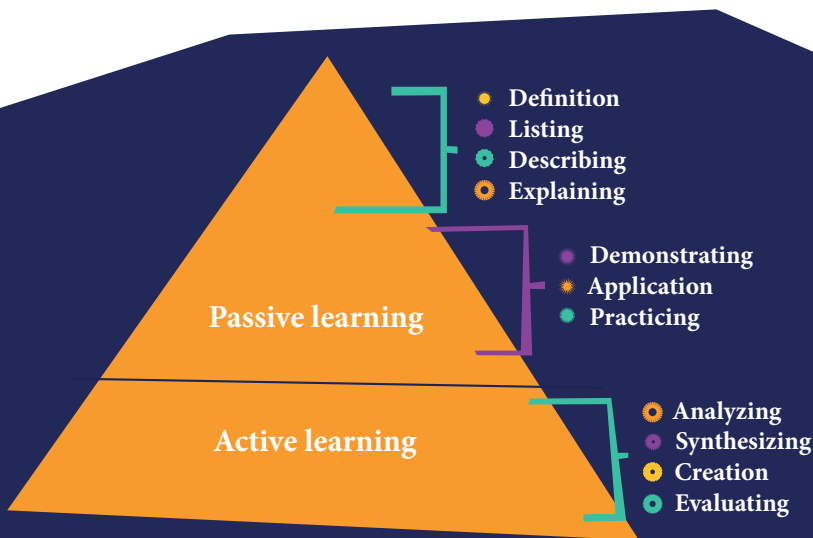 Definition
Listing
Describing
Explaining
Demonstrating
Application
Practicing
Passive learning
Analyzing
Active learning
Synthesizing
Creation
Evaluating